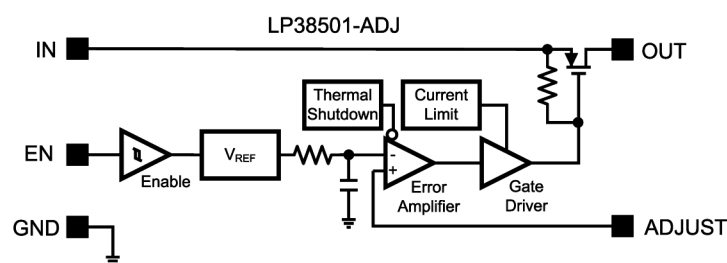 LP38501-ADJ
IN
OUT
Thermal
Shutdown
Current
Limit
EN
VREF
-
+
Enable
Error
Amplifier
Gate
Driver
GND
ADJUST